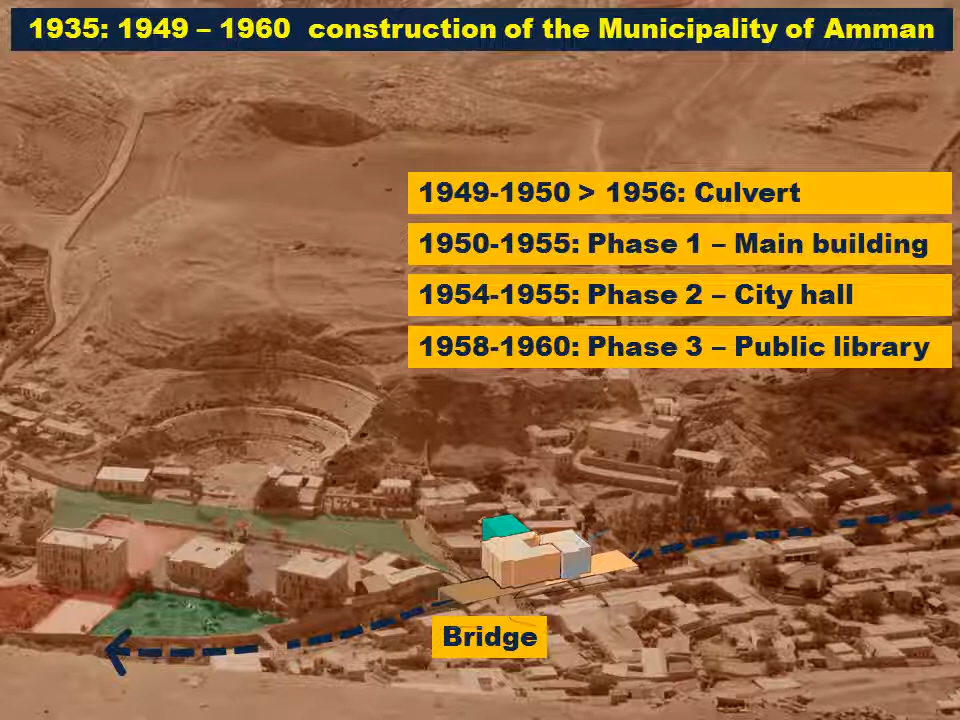 1935: 1949 – 1960 construction of the Municipality of Amman
1949-1950 > 1956: Culvert
1950-1955: Phase 1 – Main building
1954-1955: Phase 2 – City hall
1958-1960: Phase 3 – Public library
Bridge